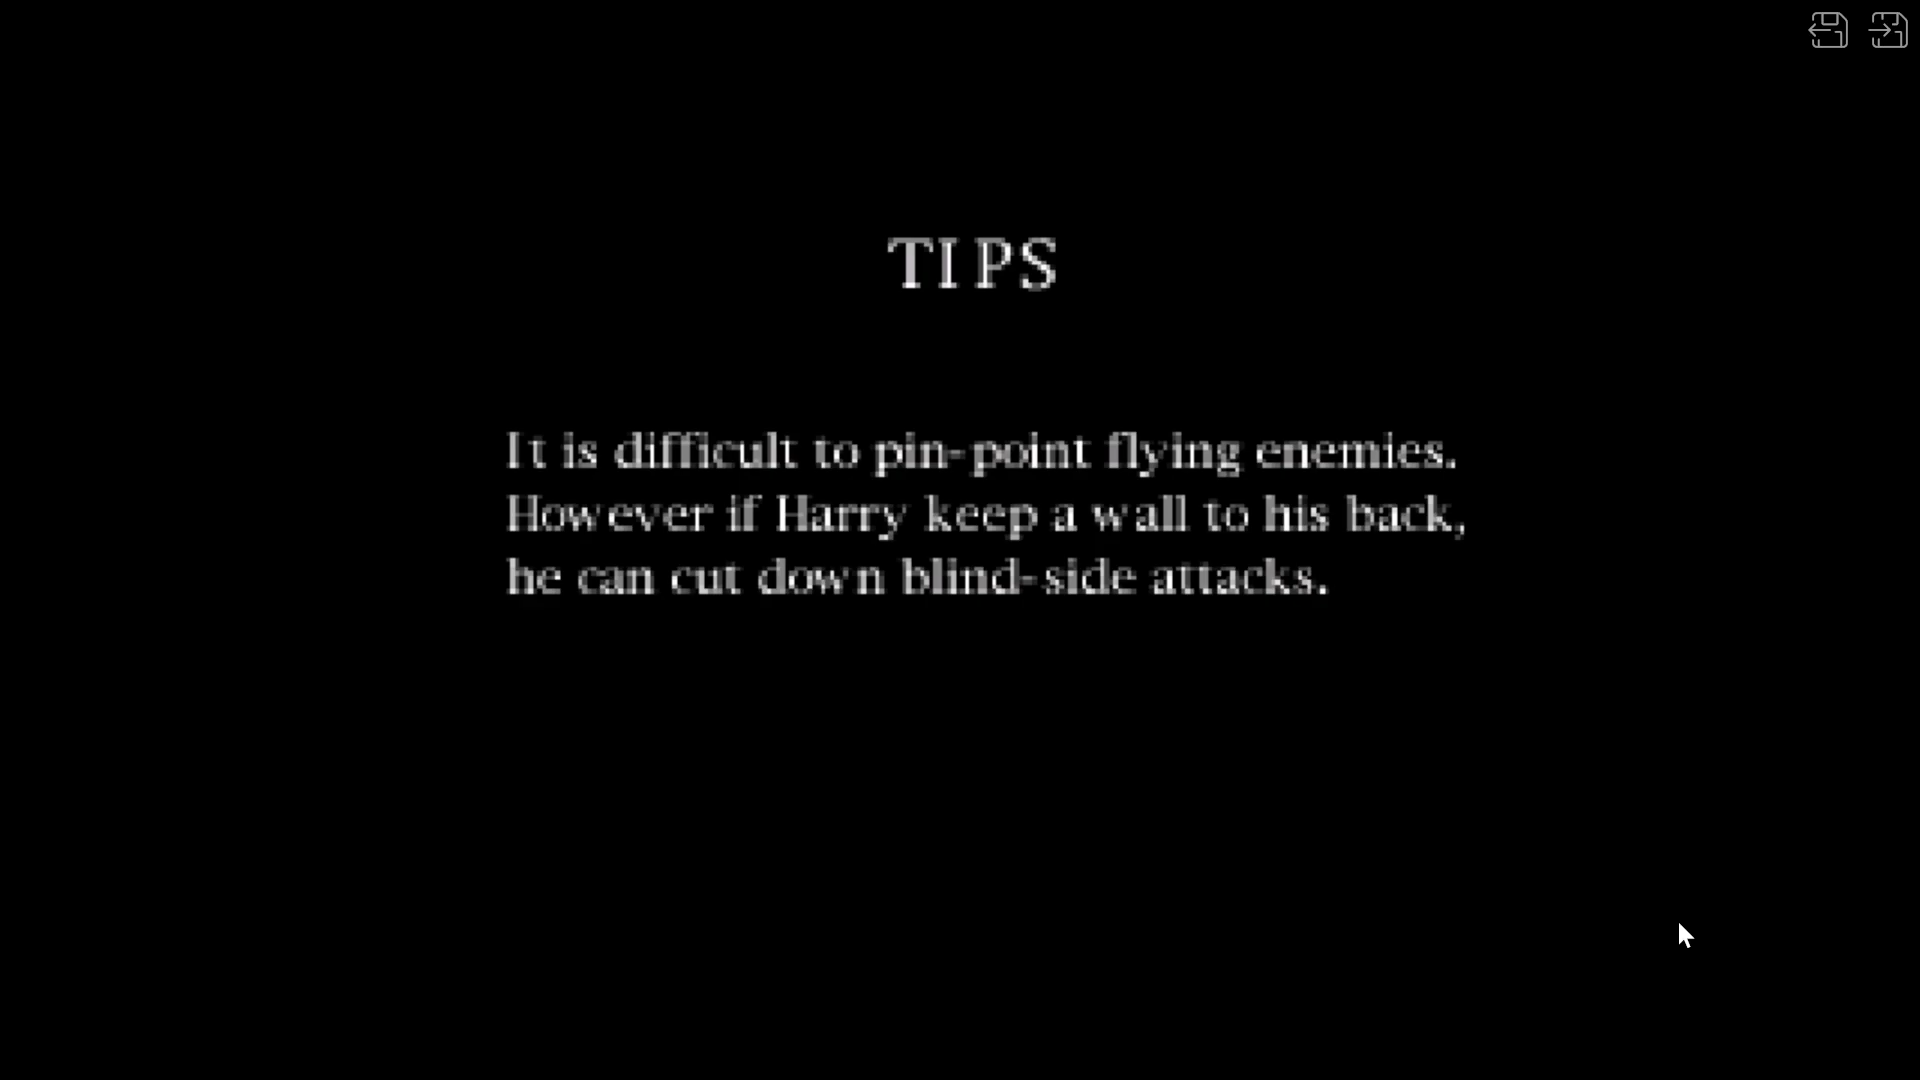 TIPS
It is difficult to pin-point flying enemies.
However if Harry keep a wall to his back,
he can cut down blind-side attacks.